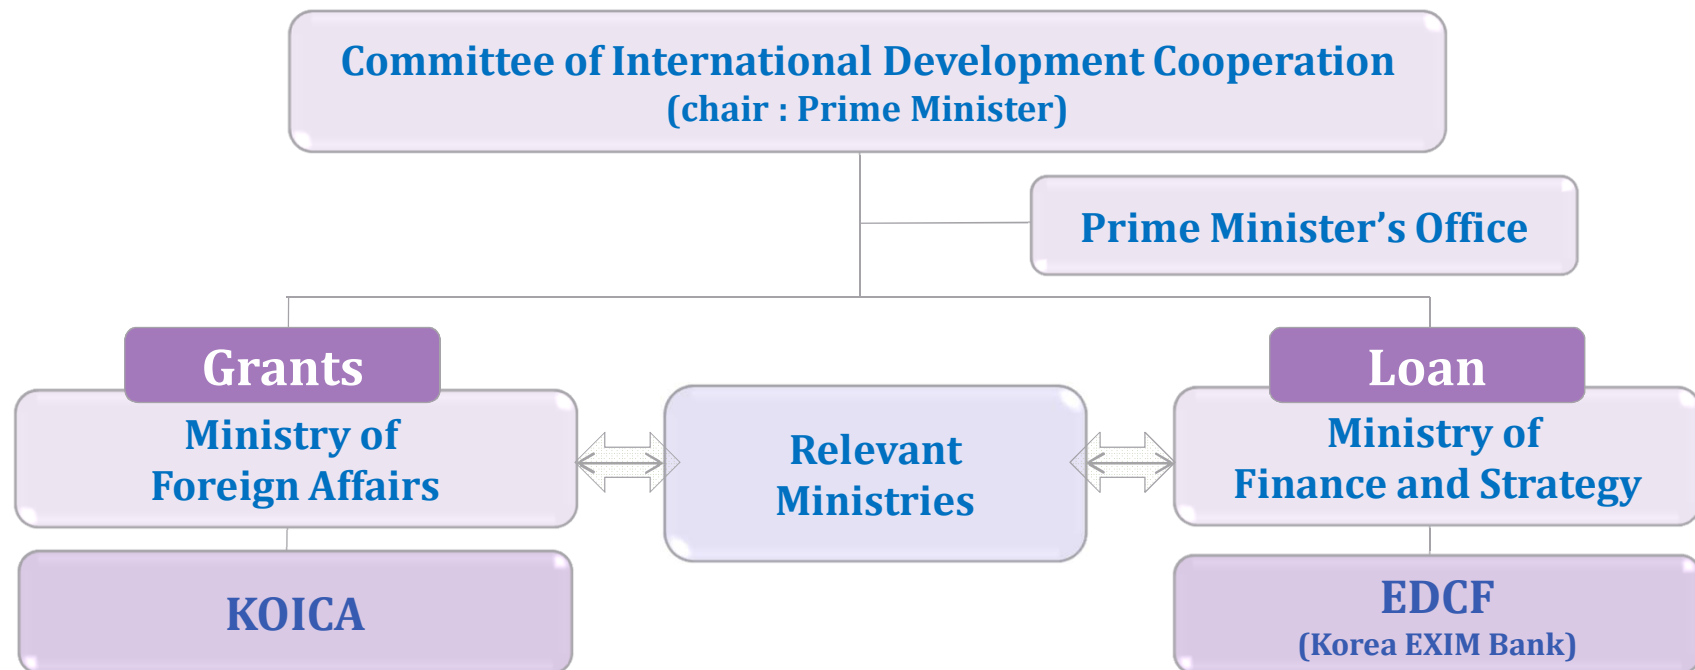 Committee of International Development Cooperation
(chair : Prime Minister)
Prime Minister’s Office
Grants
Ministry of
Foreign Affairs
Relevant
Ministries
Loan
Ministry of
Finance and Strategy
KOICA
EDCF
(Korea EXIM Bank)